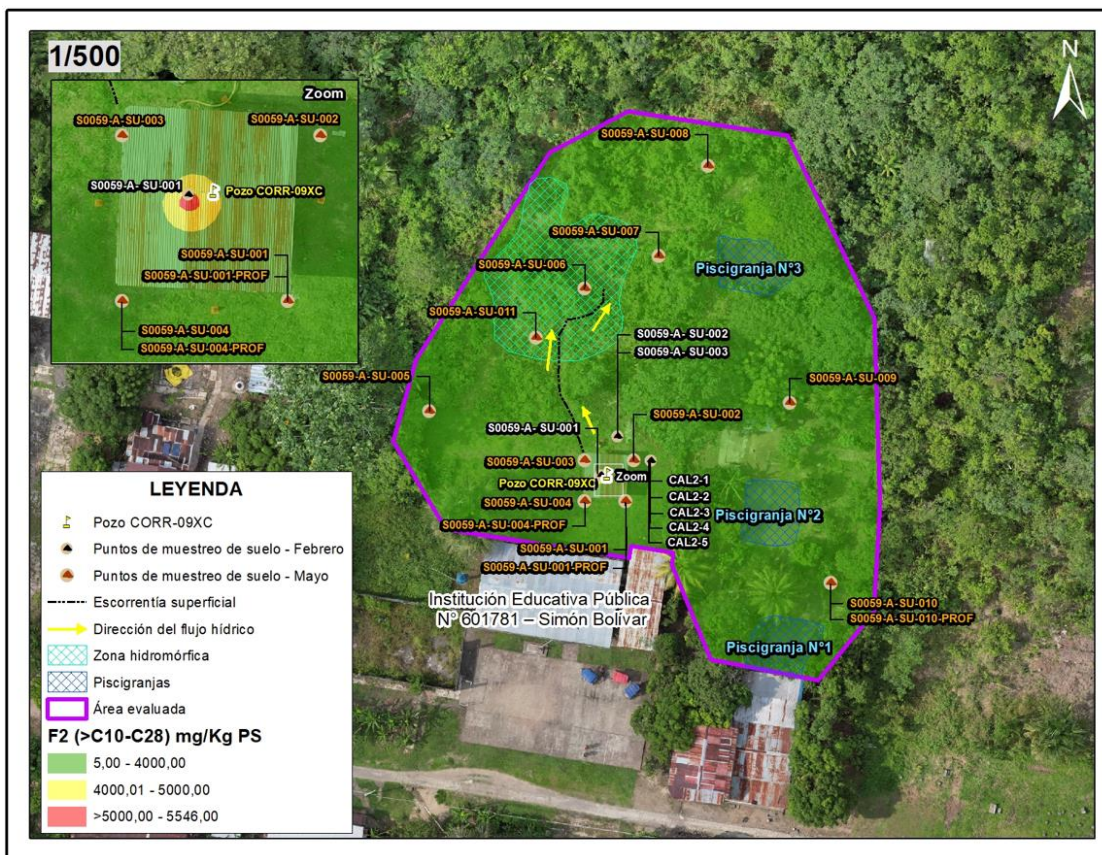 1/500
Zoom
S0059-A-SU-003
S0059-A-SU-002
S0059-A- SU-001
Pozo CORR-09XC
S0059-A-SU-001
S0059-A-SU-001-PROF
S0059-A-SU-004
S0059-A-SU-004-PROF
N
S0059-A-SU-008
S0059-A-SU-007
S0059-A-SU-006
Piscigranja N°3
S0059-A-SU-011
S0059-A- SU-002
S0059-A- SU-003
S0059-A-SU-005
S0059-A-SU-009
S0059-A-SU-002
S0059-A- SU-001
S0059-A-SU-003
Zoom
Pozo CORR-09XC
CAL2-1
CAL2-2
CAL2-3
CAL2-4
CAL2-5
S0059-A-SU-004
S0059-A-SU-004-PROF
Piscigranja N°2
S0059-A-SU-001
S0059-A-SU-001-PROF
Institución Educativa Pública
N° 601781 – Simón Bolívar
S0059-A-SU-010
S0059-A-SU-010-PROF
Piscigranja N°1
LEYENDA
Pozo CORR-09XC
Puntos de muestreo de suelo - Febrero
Puntos de muestreo de suelo - Mayo
Escorrentía superficial
Dirección del flujo hídrico
Zona hidromórfica
Piscigranjas
Área evaluada
F2 (>C10-C28) mg/Kg PS
5,00 - 4000,00
4000,01 - 5000,00
>5000,00 - 5546,00